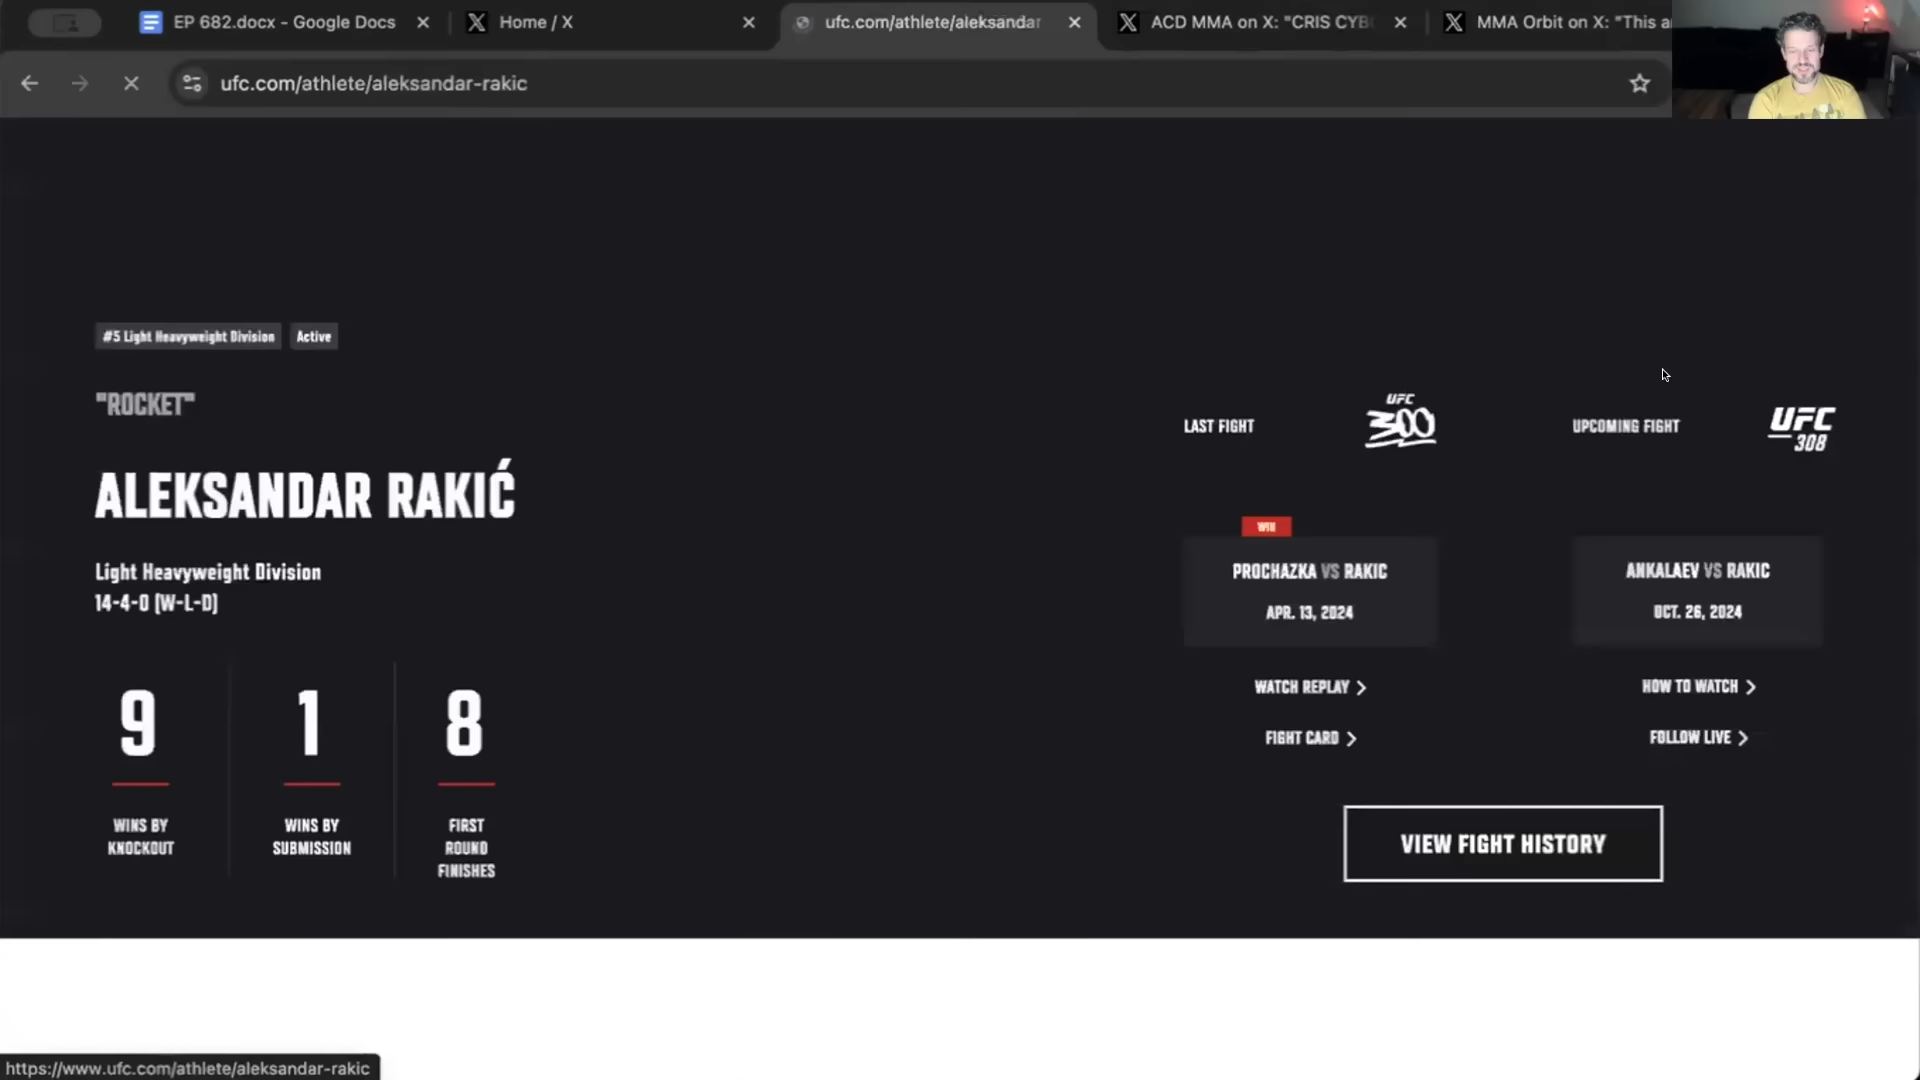 EP 682.docx - Google Docs
Home / X
ufc.com/athlete/aleksandar
ACD MMA on X: "CRIS CYB
MMA Orbit on X: "This a
ufc.com/athlete/aleksandar-rakic
#5 Light Heavyweight Division
Active
"ROCKET"
ALEKSANDAR RAKIĆ
Light Heavyweight Division
14-4-0 (W-L-D)
9
WINS BY
KNOCKOUT
1
WINS BY
SUBMISSION
8
FIRST
ROUND
FINISHES
LAST FIGHT
UFC
300
WIN
PROCHAZKA VS RAKIC
APR. 13, 2024
WATCH REPLAY
FIGHT CARD
UPCOMING FIGHT
UFC
308
ANKALAEV VS RAKIC
OCT. 26, 2024
HOW TO WATCH
FOLLOW LIVE
VIEW FIGHT HISTORY
https://www.ufc.com/athlete/aleksandar-rakic